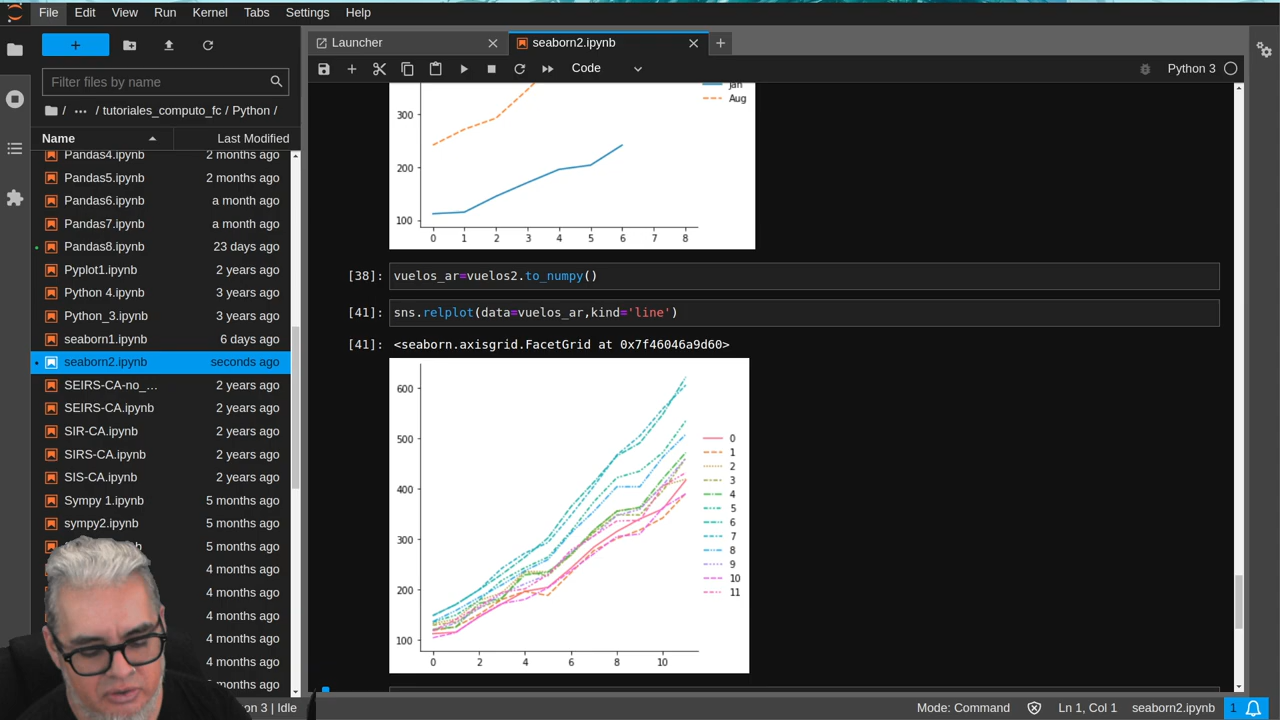 File Edit View Run Kernel Tabs Settings Help
Launcher
seaborn2.ipynb
Code
Python 3
Filter files by name
/ ··· / tutoriales_computo_fc / Python/
Name Last Modified
Pandas4.ipynb 2 months ago
Pandas5.ipynb 2 months ago
Pandas6.ipynb a month ago
Pandas7.ipynb a month ago
Pandas8.ipynb 23 days ago
Pyplot1.ipynb 2 years ago
Python 4.ipynb 3 years ago
Python_3.ipynb 3 years ago
seaborn1.ipynb 6 days ago
seaborn2.ipynb seconds ago
SEIRS-CA-no_... 2 years ago
SEIRS-CA.ipynb 2 years ago
SIR-CA.ipynb 2 years ago
SIRS-CA.ipynb 2 years ago
SIS-CA.ipynb 2 years ago
Sympy 1.ipynb 5 months ago
sympy2.ipynb 5 months ago
5 months ago
4 months ago
4 months ago
4 months ago
4 months ago
4 months ago
months ago
Jan
Aug
300
200
100
0 1 2 3 4 5 6 7 8
[38]: vuelos_ar=vuelos2.to_numpy()
[41]: sns.relplot(data=vuelos_ar,kind='line')
[41]: <seaborn.axisgrid.FacetGrid at 0x7f46046a9d60>
600
500
400
300
200
100
0 2 4 6 8 10
0
1
2
3
4
5
6
7
8
9
10
11
on 3 | Idle
Mode: Command
Ln 1, Col 1
seaborn2.ipynb
1